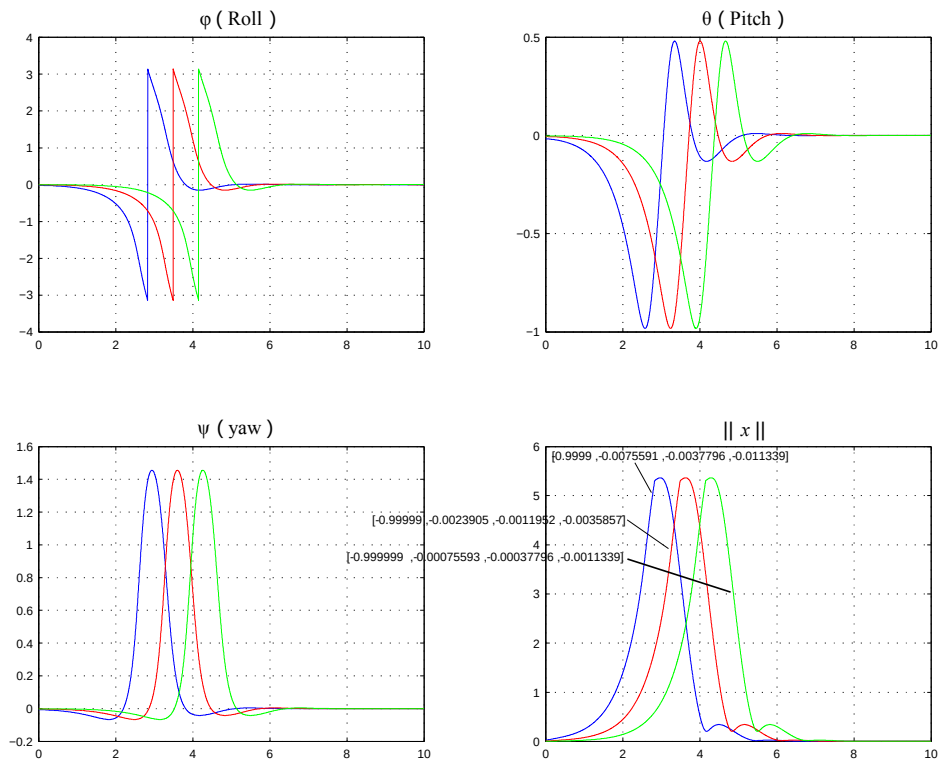 φ ( Roll )
4
3
2
1
0
−1
−2
−3
−4
0 2 4 6 8 10
θ ( Pitch )
0.5
0
−0.5
−1
0 2 4 6 8 10
ψ ( yaw )
1.6
1.4
1.2
1
0.8
0.6
0.4
0.2
0
−0.2
0 2 4 6 8 10
|| x ||
6
5
4
3
2
1
0
0 2 4 6 8 10
[-0.9999 ,-0.0075591 ,-0.0037796 ,-0.011339]
[-0.99999 ,-0.0023905 ,-0.0011952 ,-0.0035857]
[-0.999999 ,-0.00075593 ,-0.00037796 ,-0.0011339]